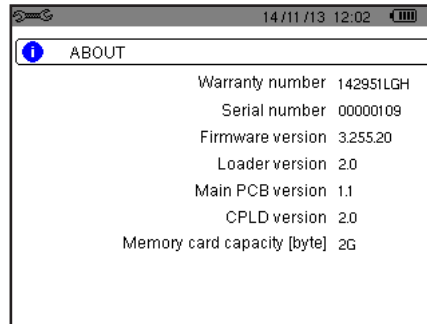 14/11/13 12:02
ABOUT
Warranty number 142951LGH
Serial number 00000109
Firmware version 3.255.20
Loader version 2.0
Main PCB version 1.1
CPLD version 2.0
Memory card capacity [byte] 2G